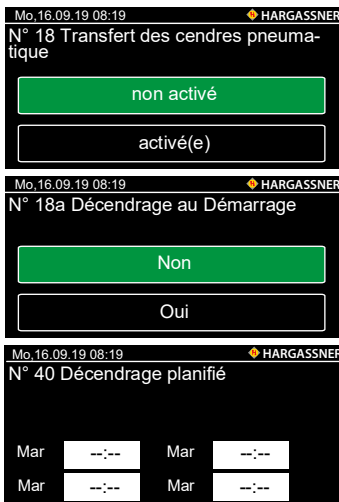 Mo,16.09.19 08:19 HARGASSNER
N° 18 Transfert des cendres pneuma-
tique
non activé
activé(e)
Mo,16.09.19 08:19 HARGASSNER
N° 18a Décendrage au Démarrage
Non
Oui
Mo,16.09.19 08:19 HARGASSNER
N° 40 Décendrage planifié
Mar --:-- Mar --:--
Mar --:-- Mar --:--